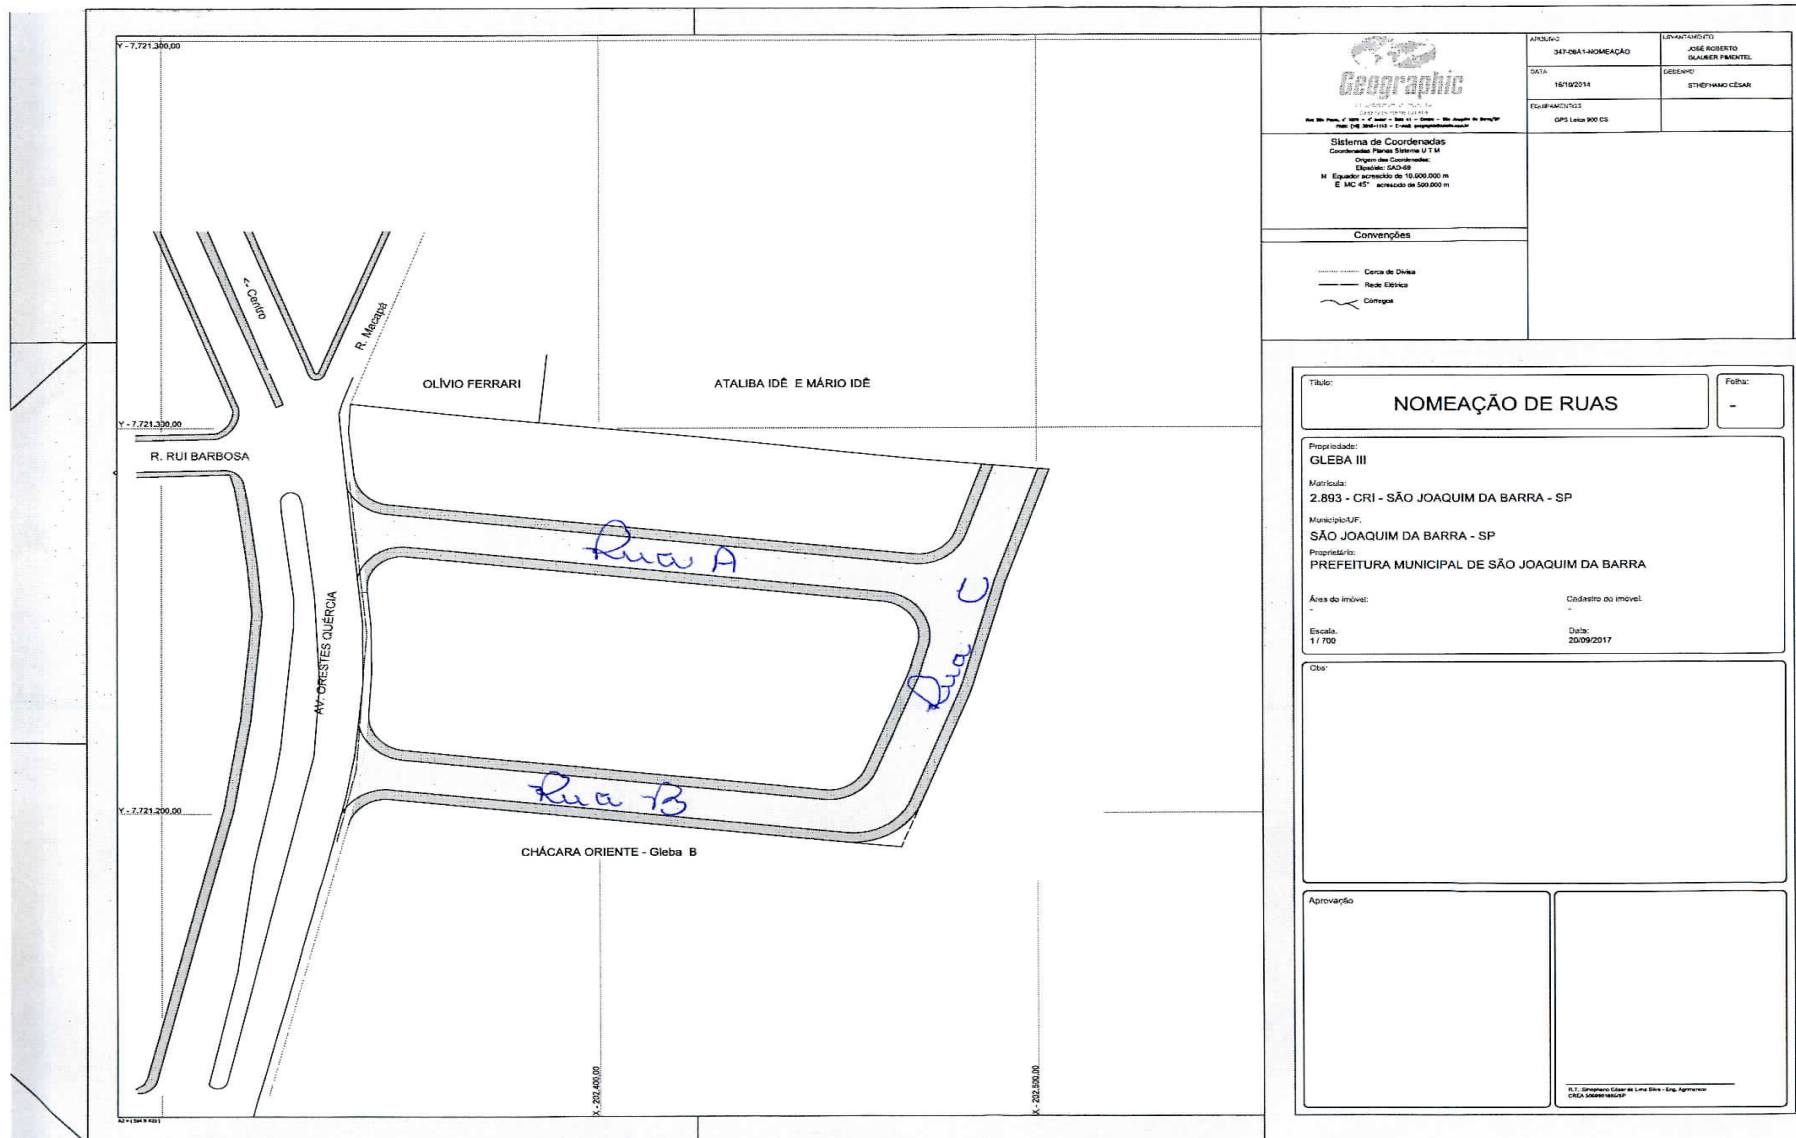 Y - 7,721.300,00
<- Centro
R. Macapá
OLÍVIO FERRARI
ATALIBA IDÊ E MÁRIO IDÊ
Y - 7,721.300,00
R. RUI BARBOSA
Rua A
Rua C
AV. ORESTES QUÉRCIA
Rua B
Y - 7,721.200,00
CHÁCARA ORIENTE - Gleba B
X - 202.400,00
X - 202.500,00
Geographic
ARQUIVO
347-08A1-NOMEAÇÃO
LEVANTAMENTO
JOSÉ ROBERTO
GLAUBER PIMENTEL
DATA
16/10/2014
DESENHO
STHEFHANO CÉSAR
EQUIPAMENTOS
GPS Leica 900 CS
Sistema de Coordenadas
Coordenadas Planas Sistema U T M
Origem das Coordenadas:
Elipsóide: SAD-69
N Equador acrescido de 10.000.000 m
E MC 45° acrescido de 500.000 m
Convenções
Cerca de Divisa
Rede Elétrica
Córregos
Título:
NOMEAÇÃO DE RUAS
Folha:
-
Propriedade:
GLEBA III
Matrícula:
2.893 - CRI - SÃO JOAQUIM DA BARRA - SP
Município/UF:
SÃO JOAQUIM DA BARRA - SP
Proprietário:
PREFEITURA MUNICIPAL DE SÃO JOAQUIM DA BARRA
Área do imóvel:
-
Cadastro do imóvel:
-
Escala:
1 / 700
Data:
20/09/2017
Obs:
Aprovação